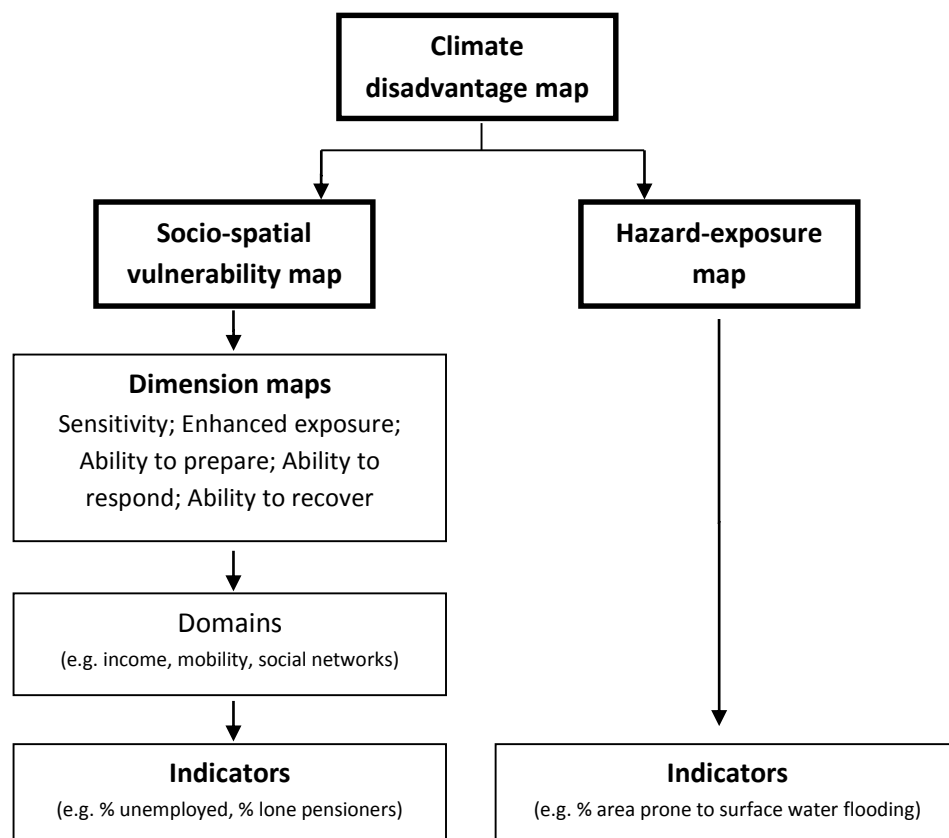 Climate
disadvantage map
Socio-spatial
vulnerability map
Hazard-exposure
map
Dimension maps
Sensitivity; Enhanced exposure;
Ability to prepare; Ability to
respond; Ability to recover
Domains
(e.g. income, mobility, social networks)
Indicators
(e.g. % unemployed, % lone pensioners)
Indicators
(e.g. % area prone to surface water flooding)